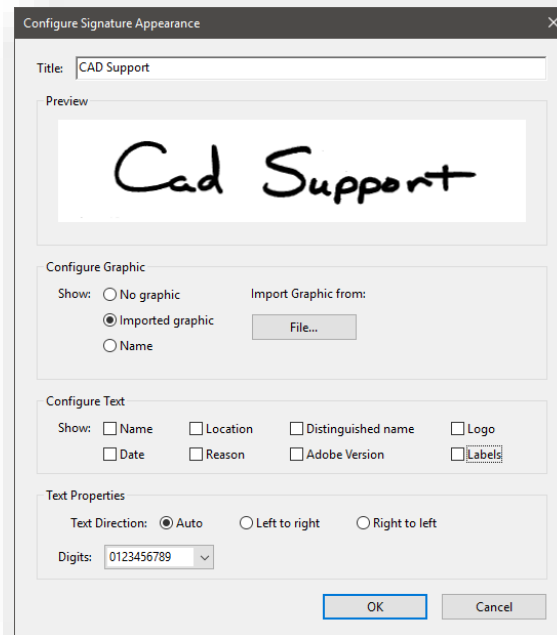 Configure Signature Appearance
Title: CAD Support
Preview
Cad Support
Configure Graphic
Show: No graphic Import Graphic from:
Imported graphic File...
Name
Configure Text
Show: Name Location Distinguished name Logo
Date Reason Adobe Version Labels
Text Properties
Text Direction: Auto Left to right Right to left
Digits: 0123456789
OK Cancel